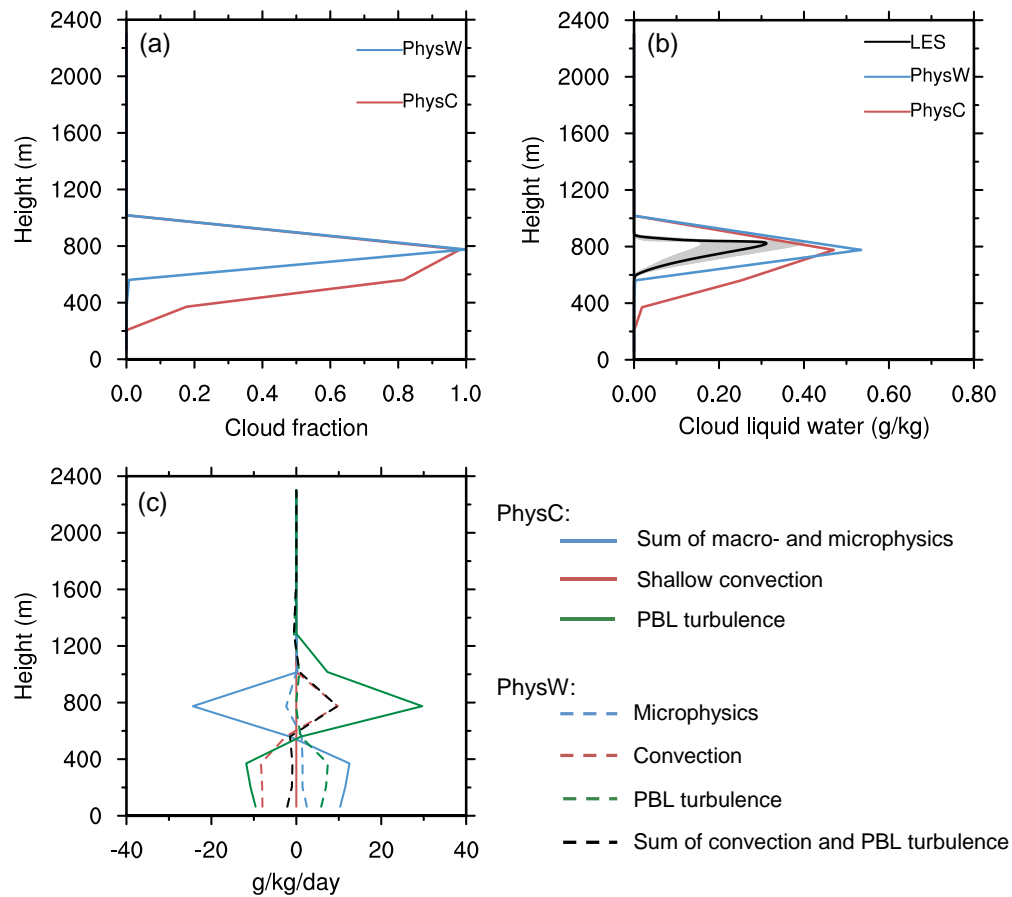 (a)
PhysW
PhysC
2400
2000
1600
1200
800
400
0
Height (m)
0.0 0.2 0.4 0.6 0.8 1.0
Cloud fraction
(b)
LES
PhysW
PhysC
2400
2000
1600
1200
800
400
0
Height (m)
0.00 0.20 0.40 0.60 0.80
Cloud liquid water (g/kg)
(c)
2400
2000
1600
1200
800
400
0
Height (m)
-40 -20 0 20 40
g/kg/day
PhysC:
Sum of macro- and microphysics
Shallow convection
PBL turbulence
PhysW:
Microphysics
Convection
PBL turbulence
Sum of convection and PBL turbulence